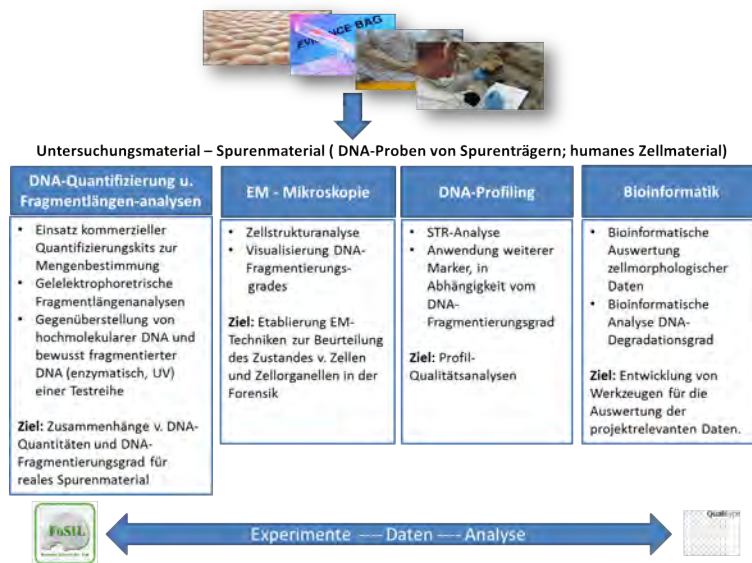 EVIDENCE BAG
Untersuchungsmaterial – Spurenmaterial ( DNA-Proben von Spurenträgern; humanes Zellmaterial)
DNA-Quantifizierung u.
Fragmentlängen-analysen
• Einsatz kommerzieller
Quantifizierungskits zur
Mengenbestimmung
• Gelelektrophoretrische
Fragmentlängenanalysen
• Gegenüberstellung von
hochmolekularer DNA und
bewusst fragmentierter
DNA (enzymatisch, UV)
einer Testreihe
Ziel: Zusammenhänge v. DNA-
Quantitäten und DNA-
Fragmentierungsgrad für
reales Spurenmaterial
EM - Mikroskopie
• Zellstrukturanalyse
• Visualisierung DNA-
Fragmentierungs-
grades
Ziel: Etablierung EM-
Techniken zur Beurteilung
des Zustandes v. Zellen
und Zellorganellen in der
Forensik
DNA-Profiling
• STR-Analyse
• Anwendung weiterer
Marker, in
Abhängigkeit vom
DNA-
Fragmentierungsgrad
Ziel: Profil-
Qualitätsanalysen
Bioinformatik
• Bioinformatische
Auswertung
zellmorphologischer
Daten
• Bioinformatische
Analyse DNA-
Degradationsgrad
Ziel: Entwicklung von
Werkzeugen für die
Auswertung der
projektrelevanten Daten.
FoSIL
Experimente ---- Daten ---- Analyse
Qualitype